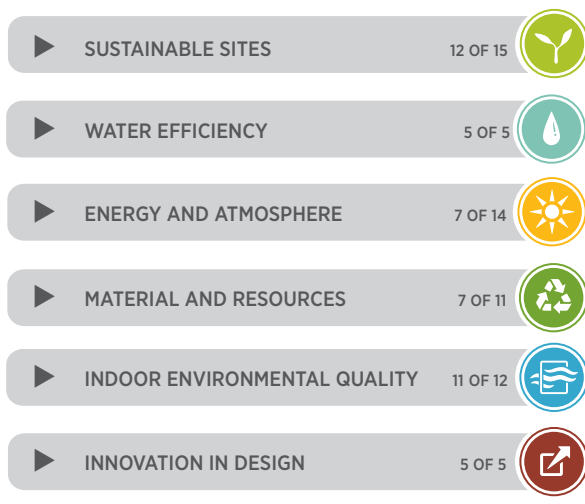 SUSTAINABLE SITES 12 OF 15
WATER EFFICIENCY 5 OF 5
ENERGY AND ATMOSPHERE 7 OF 14
MATERIAL AND RESOURCES 7 OF 11
INDOOR ENVIRONMENTAL QUALITY 11 OF 12
INNOVATION IN DESIGN 5 OF 5